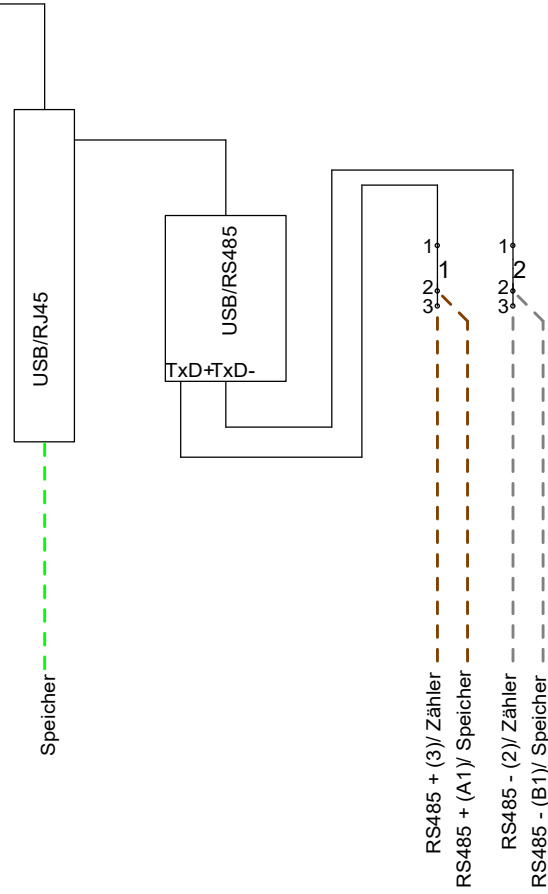 USB/RJ45
USB/RS485
TxD+
TxD-
1
1
2
3
1
2
2
3
Speicher
RS485 + (3)/ Zähler
RS485 + (A1)/ Speicher
RS485 - (2)/ Zähler
RS485 - (B1)/ Speicher